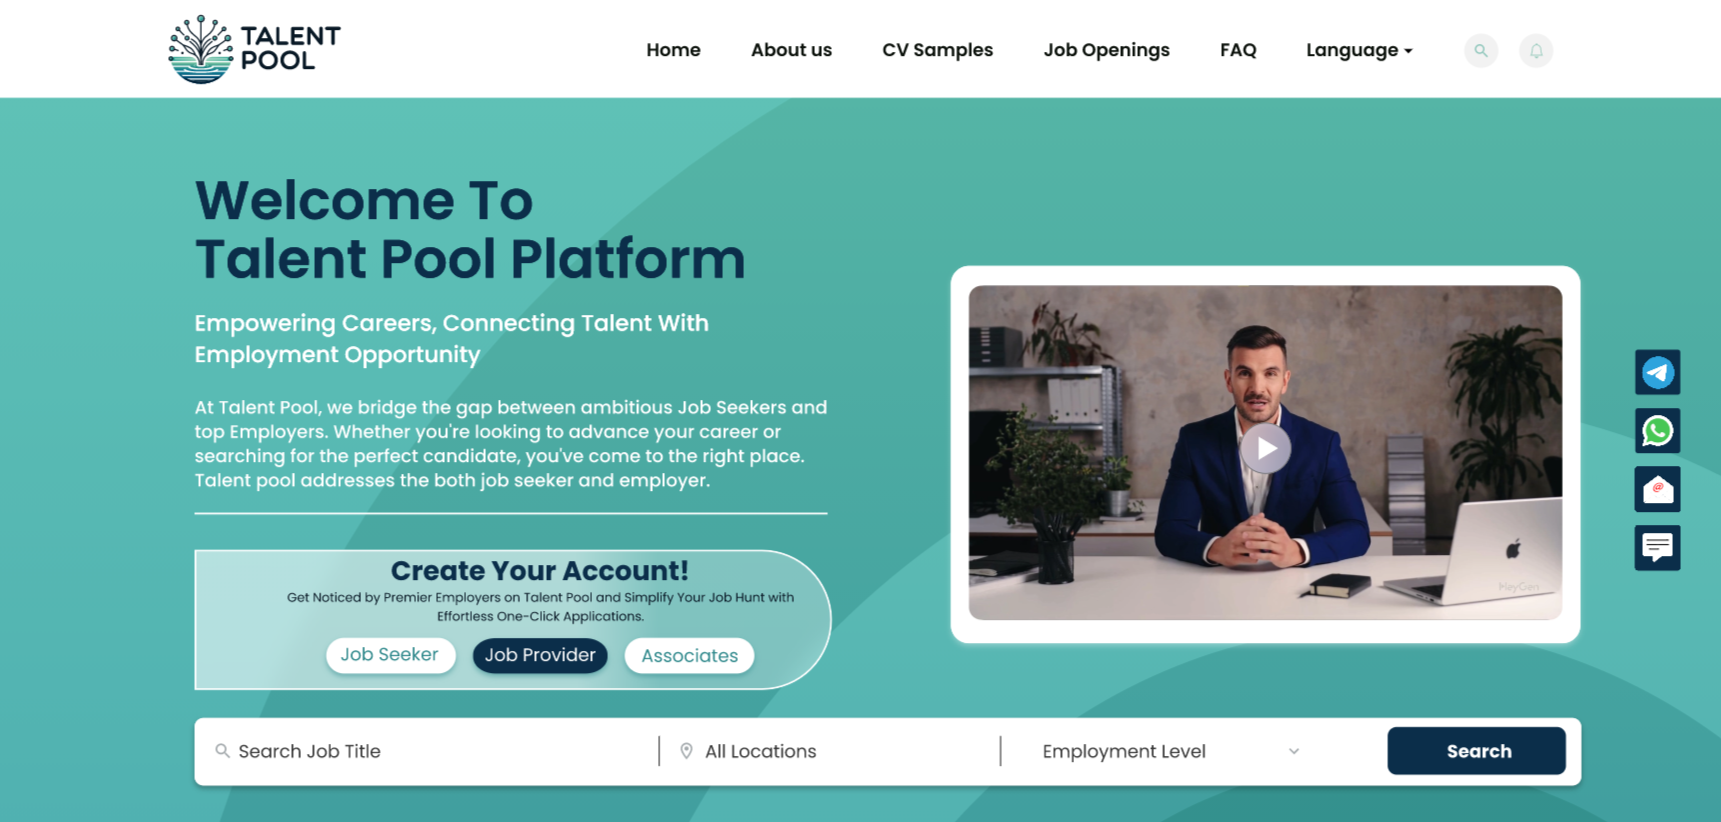 TALENT
POOL
Home About us CV Samples Job Openings FAQ Language
Welcome To
Talent Pool Platform
Empowering Careers, Connecting Talent With
Employment Opportunity
At Talent Pool, we bridge the gap between ambitious Job Seekers and
top Employers. Whether you're looking to advance your career or
searching for the perfect candidate, you've come to the right place.
Talent pool addresses the both job seeker and employer.
Create Your Account!
Get Noticed by Premier Employers on Talent Pool and Simplify Your Job Hunt with
Effortless One-Click Applications.
Job Seeker Job Provider Associates
HeyGen
@
Search Job Title All Locations Employment Level Search